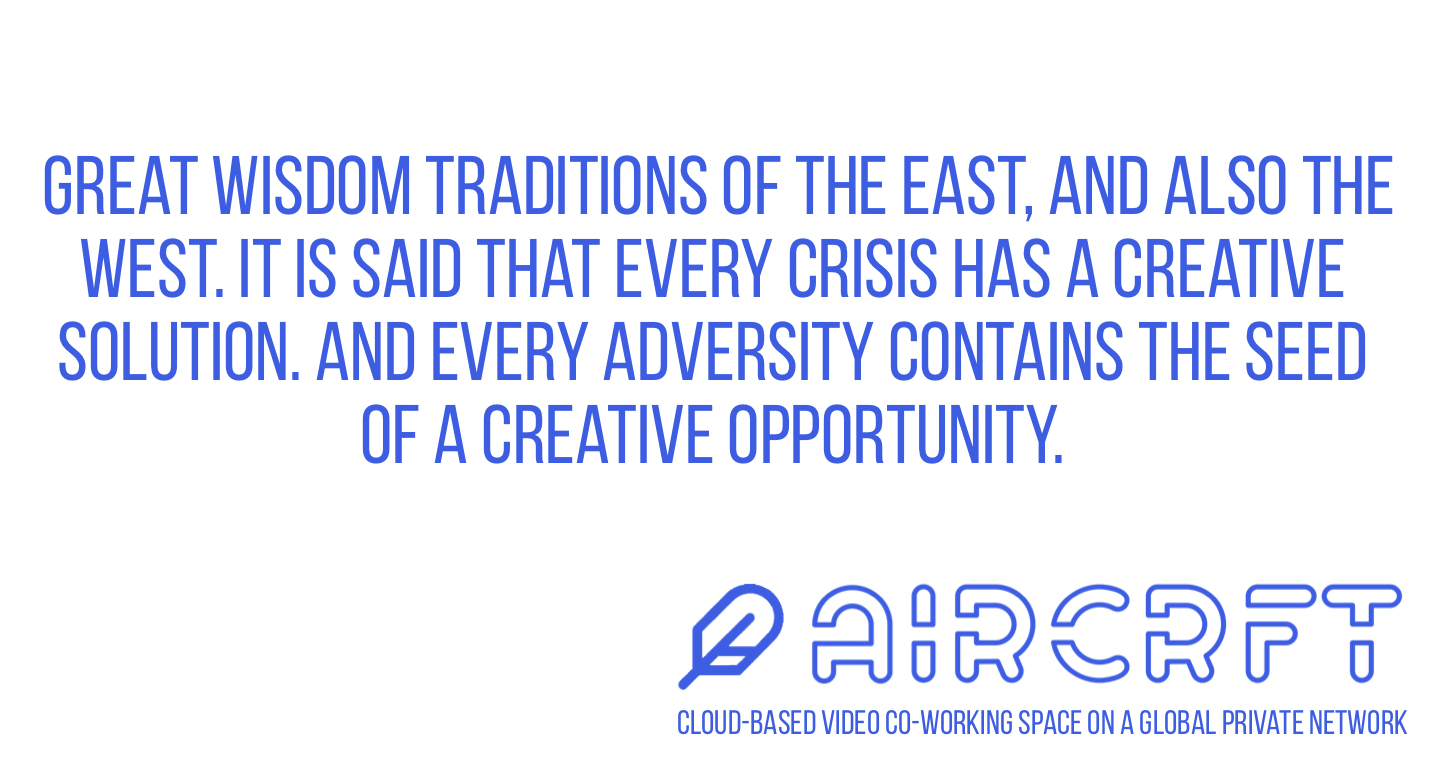 GREAT WISDOM TRADITIONS OF THE EAST, AND ALSO THE
WEST. IT IS SAID THAT EVERY CRISIS HAS A CREATIVE
SOLUTION. AND EVERY ADVERSITY CONTAINS THE SEED
OF A CREATIVE OPPORTUNITY.
AIRCRFT
CLOUD-BASED VIDEO CO-WORKING SPACE ON A GLOBAL PRIVATE NETWORK